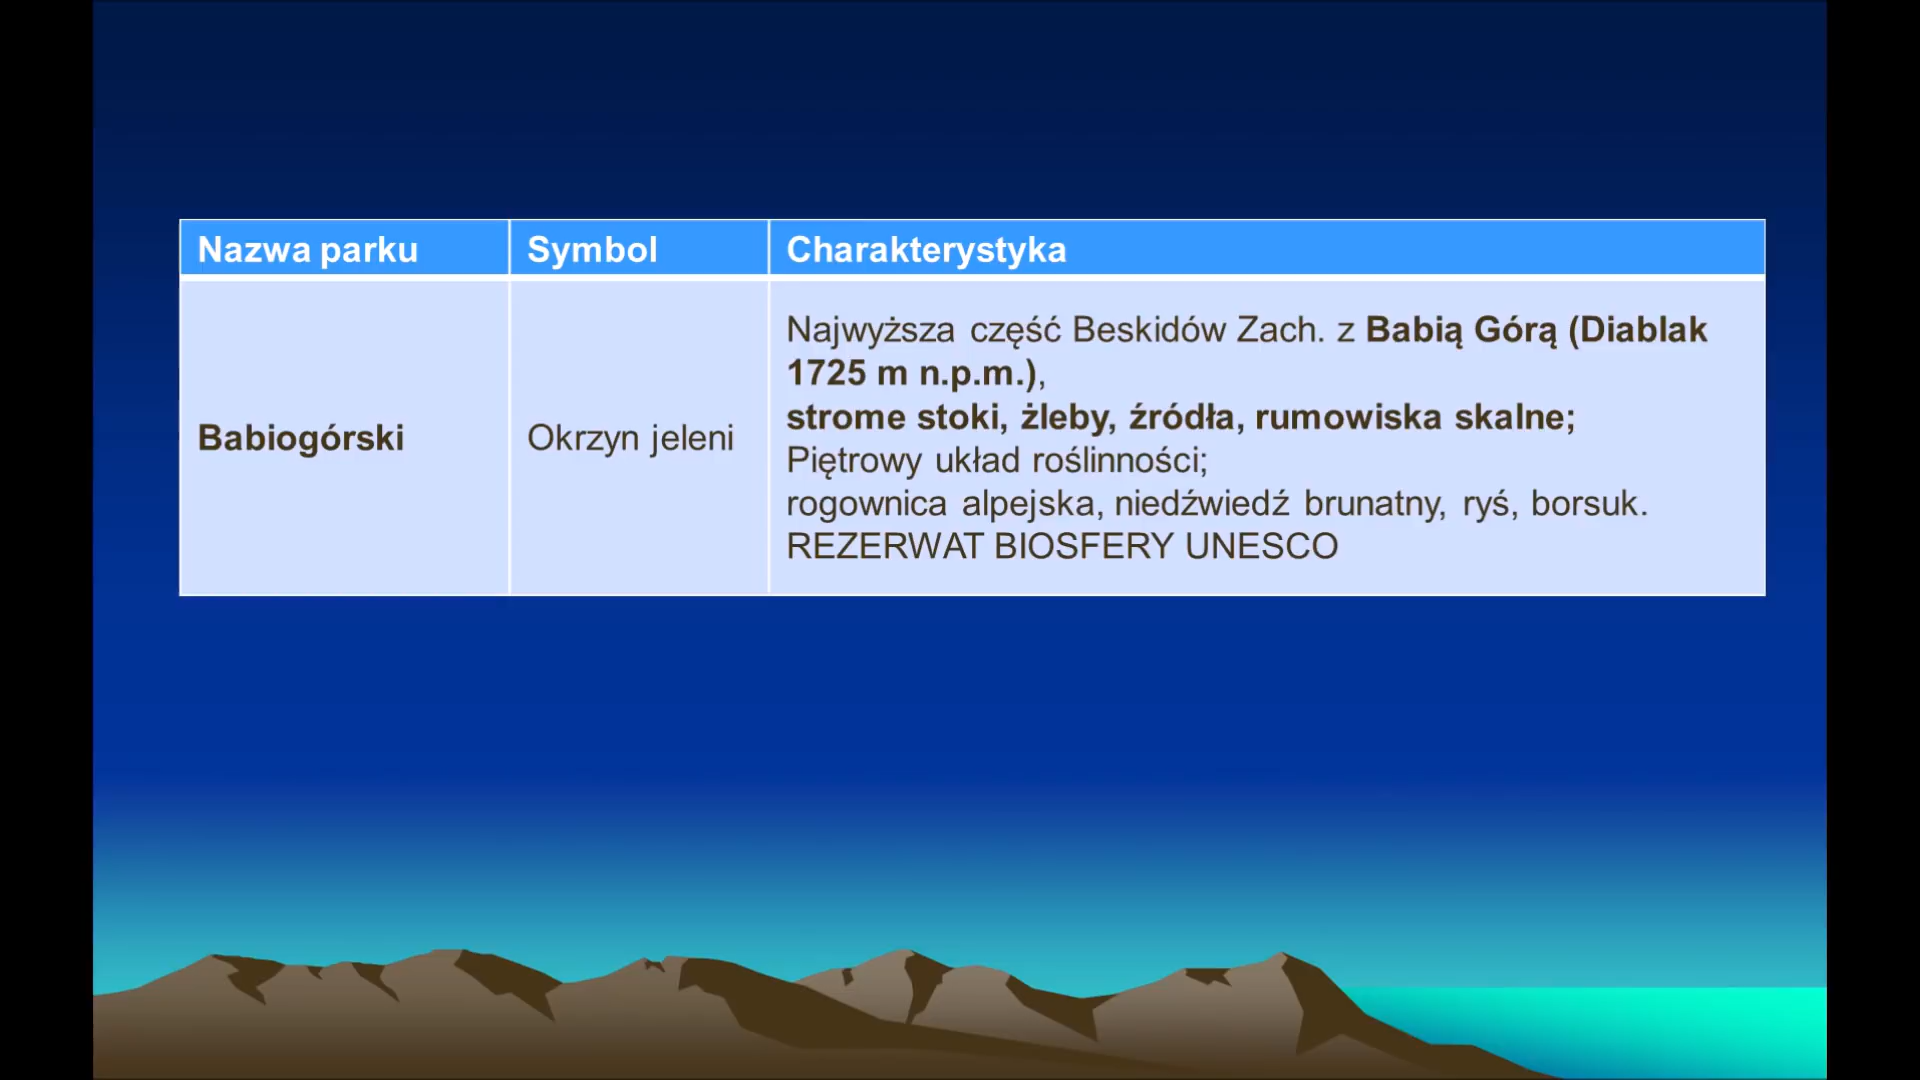 Nazwa parku
Symbol
Charakterystyka
Babiogórski
Okrzyn jeleni
Najwyższa część Beskidów Zach. z Babią Górą (Diablak
1725 m n.p.m.),
strome stoki, żleby, źródła, rumowiska skalne;
Piętrowy układ roślinności;
rogownica alpejska, niedźwiedź brunatny, ryś, borsuk.
REZERWAT BIOSFERY UNESCO